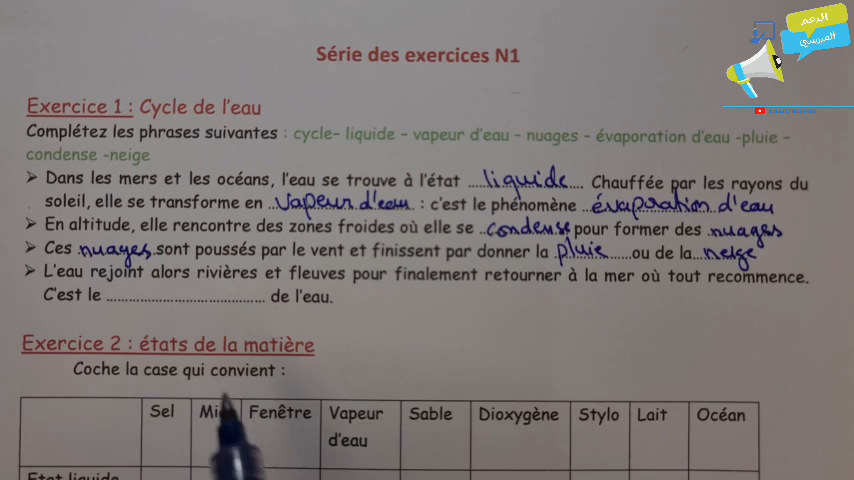 الدعم
المدرسي
Série des exercices N1
Exercice 1 : Cycle de l'eau
Complétez les phrases suivantes : cycle– liquide – vapeur d'eau – nuages – évaporation d'eau -pluie –
condense -neige
➤ Dans les mers et les océans, l'eau se trouve à l'état ....liquide.... Chauffée par les rayons du
soleil, elle se transforme en ..vapeur d'eau.. : c'est le phénomène ..évaporation d'eau
➤ En altitude, elle rencontre des zones froides où elle se ..condense pour former des ..nuages
➤ Ces .nuages. sont poussés par le vent et finissent par donner la .pluie......ou de la...neige
➤ L'eau rejoint alors rivières et fleuves pour finalement retourner à la mer où tout recommence.
C'est le ........................................ de l'eau.
Exercice 2 : états de la matière
Coche la case qui convient :
Sel Fenêtre Vapeur Sable Dioxygène Stylo Lait Océan
d'eau
Etat liquide